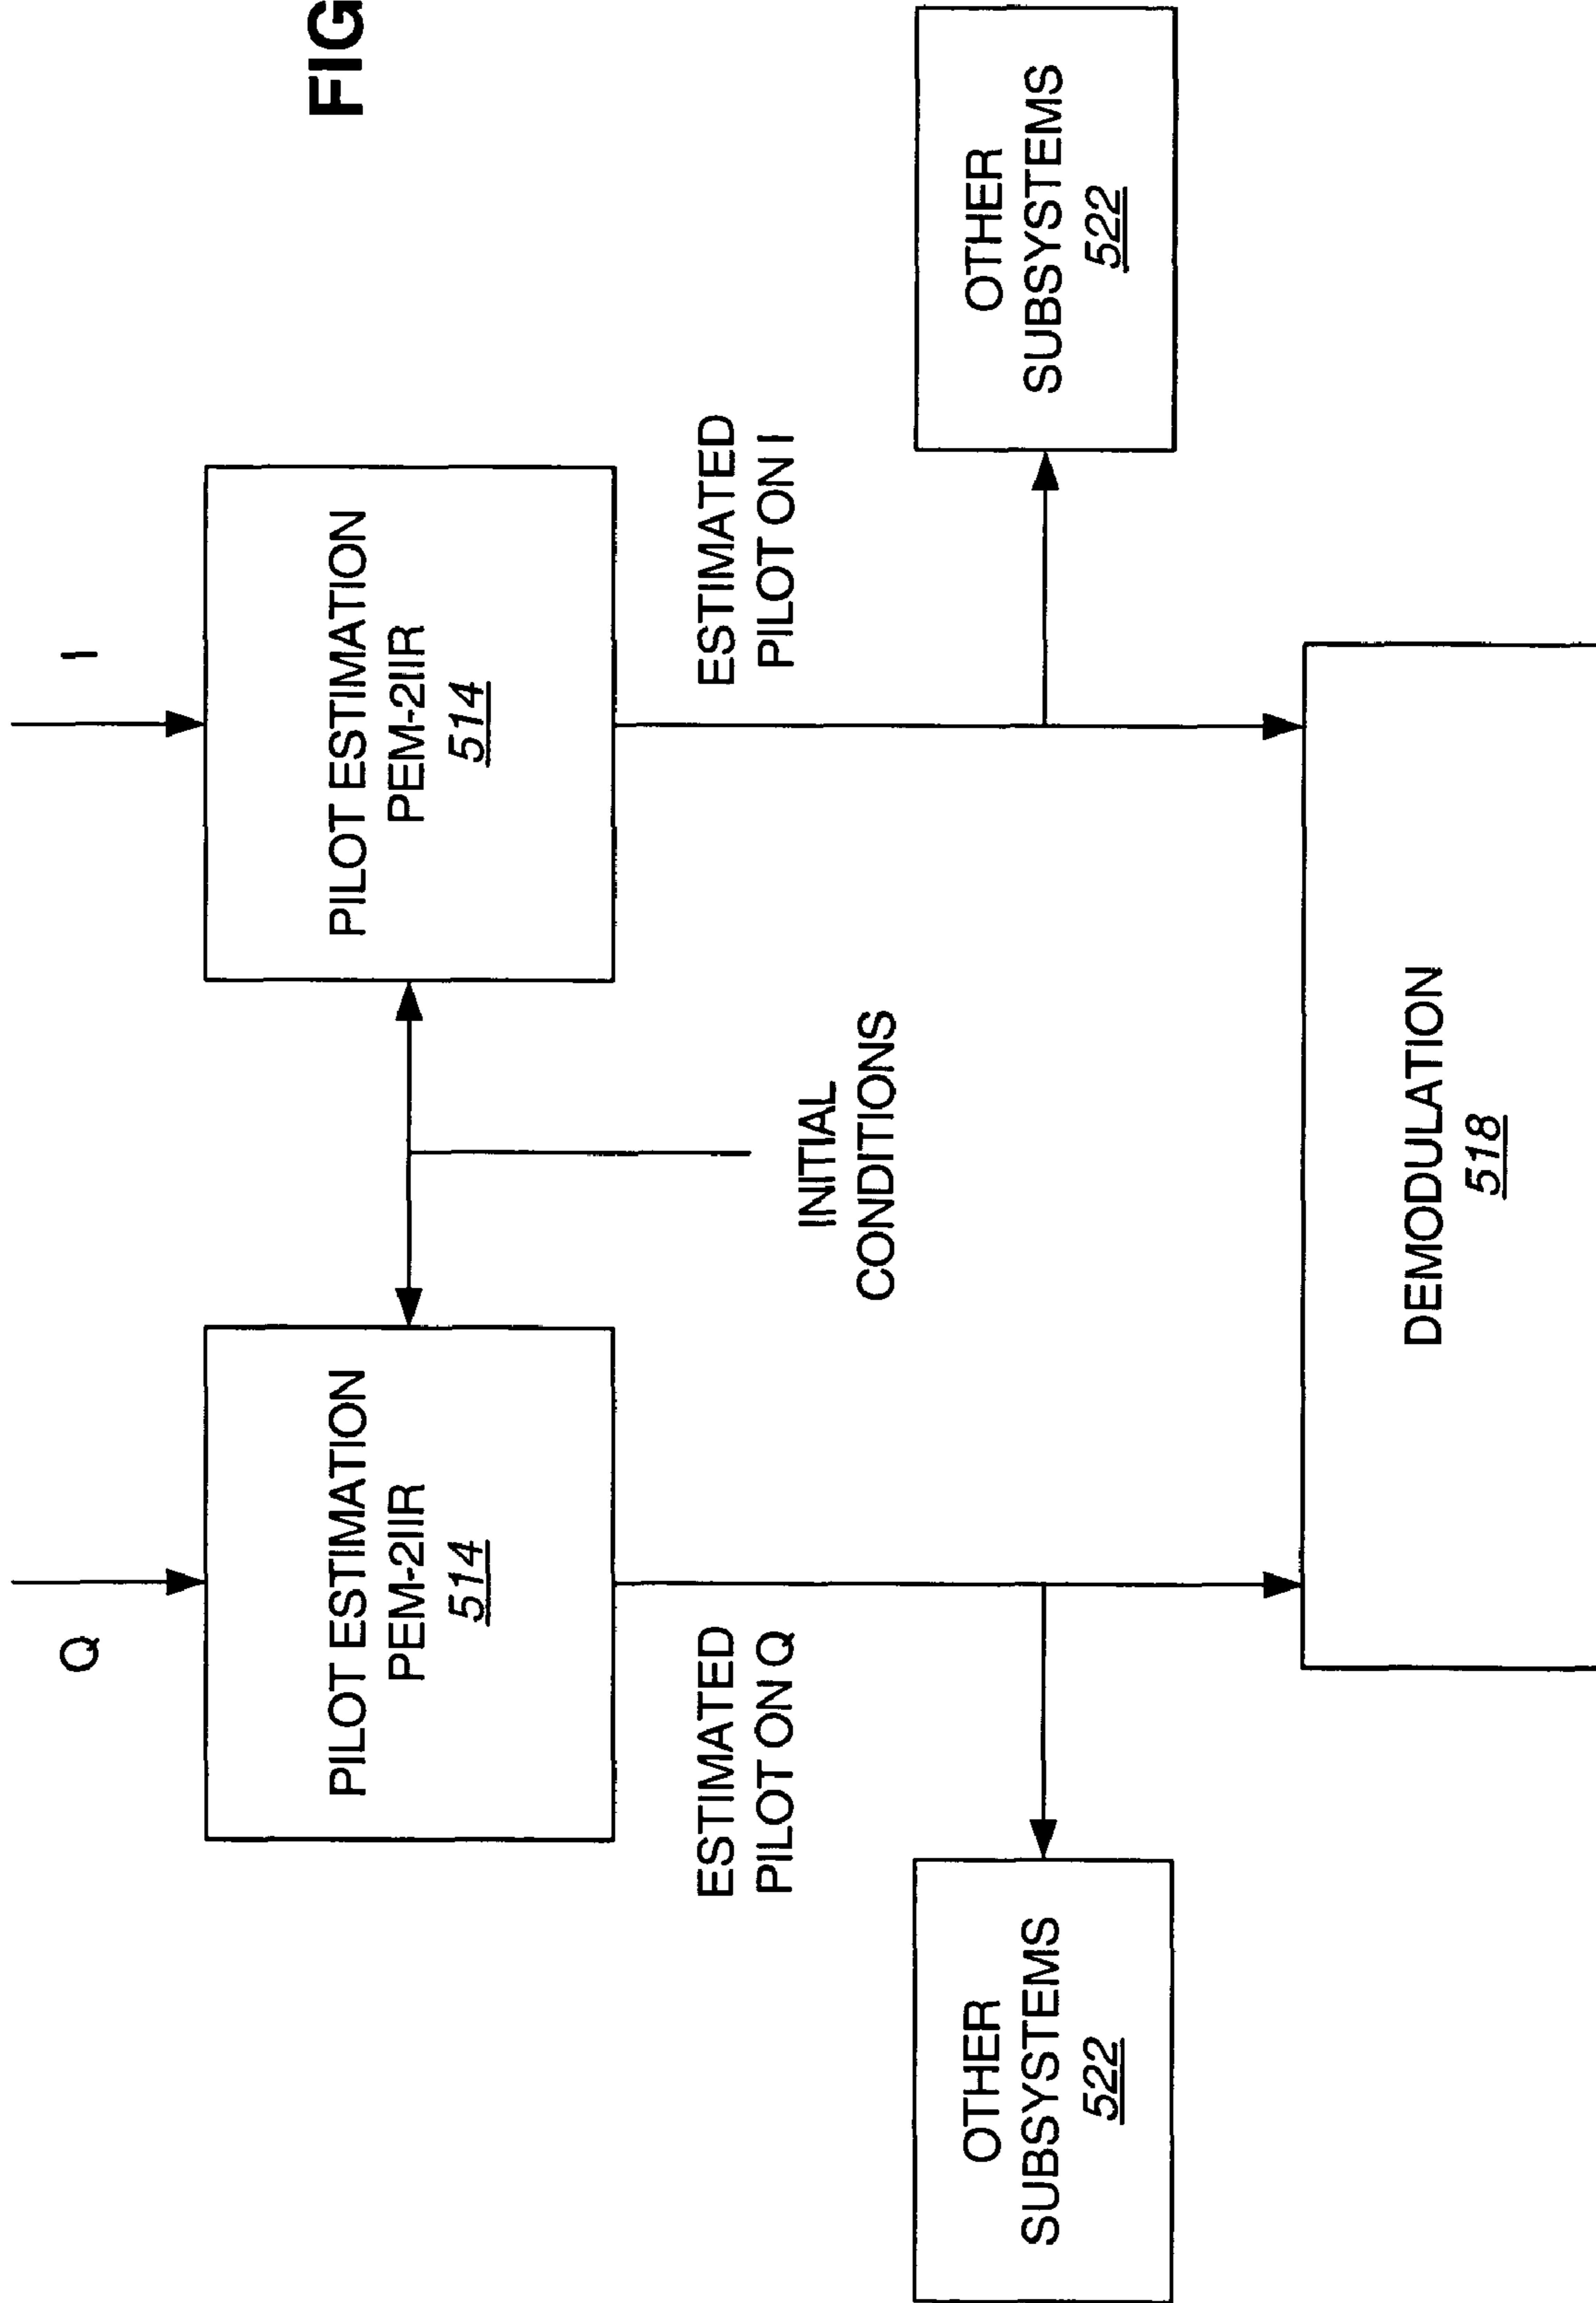 Q
I
FIG
PILOT ESTIMATION
PEM-2IIR
514
PILOT ESTIMATION
PEM-2IIR
514
ESTIMATED
PILOT ON Q
INITIAL
CONDITIONS
ESTIMATED
PILOT ON I
OTHER
SUBSYSTEMS
522
OTHER
SUBSYSTEMS
522
DEMODULATION
518